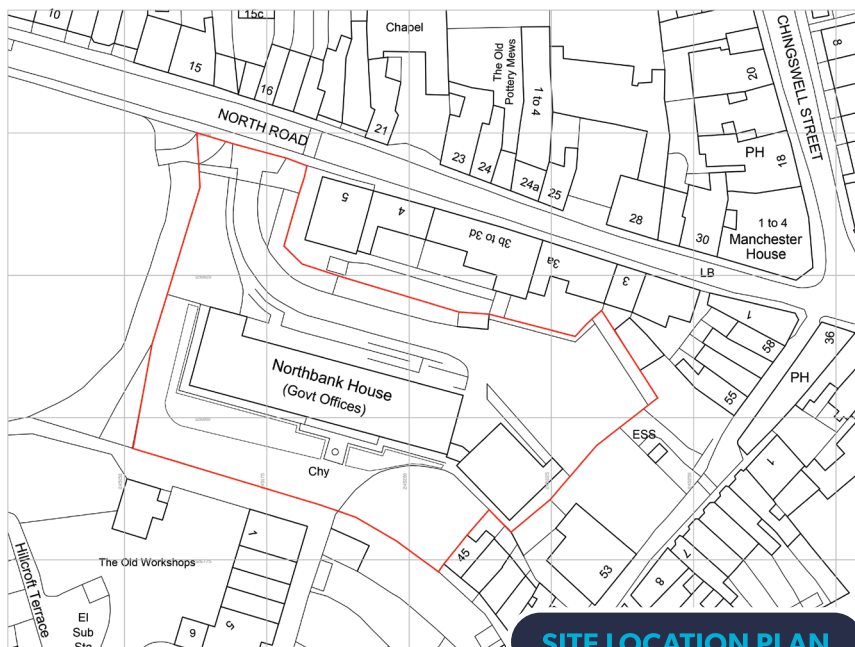 10
15c
Chapel
CHINGSWELL STREET
8
15
16
The Old
Pottery Mews
1 to 4
20
NORTH ROAD
21
23
24
24a
25
PH
18
28
30
1 to 4
Manchester
House
5
4
3b to 3d
3a
3
LB
1
58
36
55
PH
Northbank House
(Govt Offices)
ESS
Chy
1
45
53
7
8
1
The Old Workshops
Hillcroft Terrace
El
Sub
Sta
9
5
SITE LOCATION PLAN